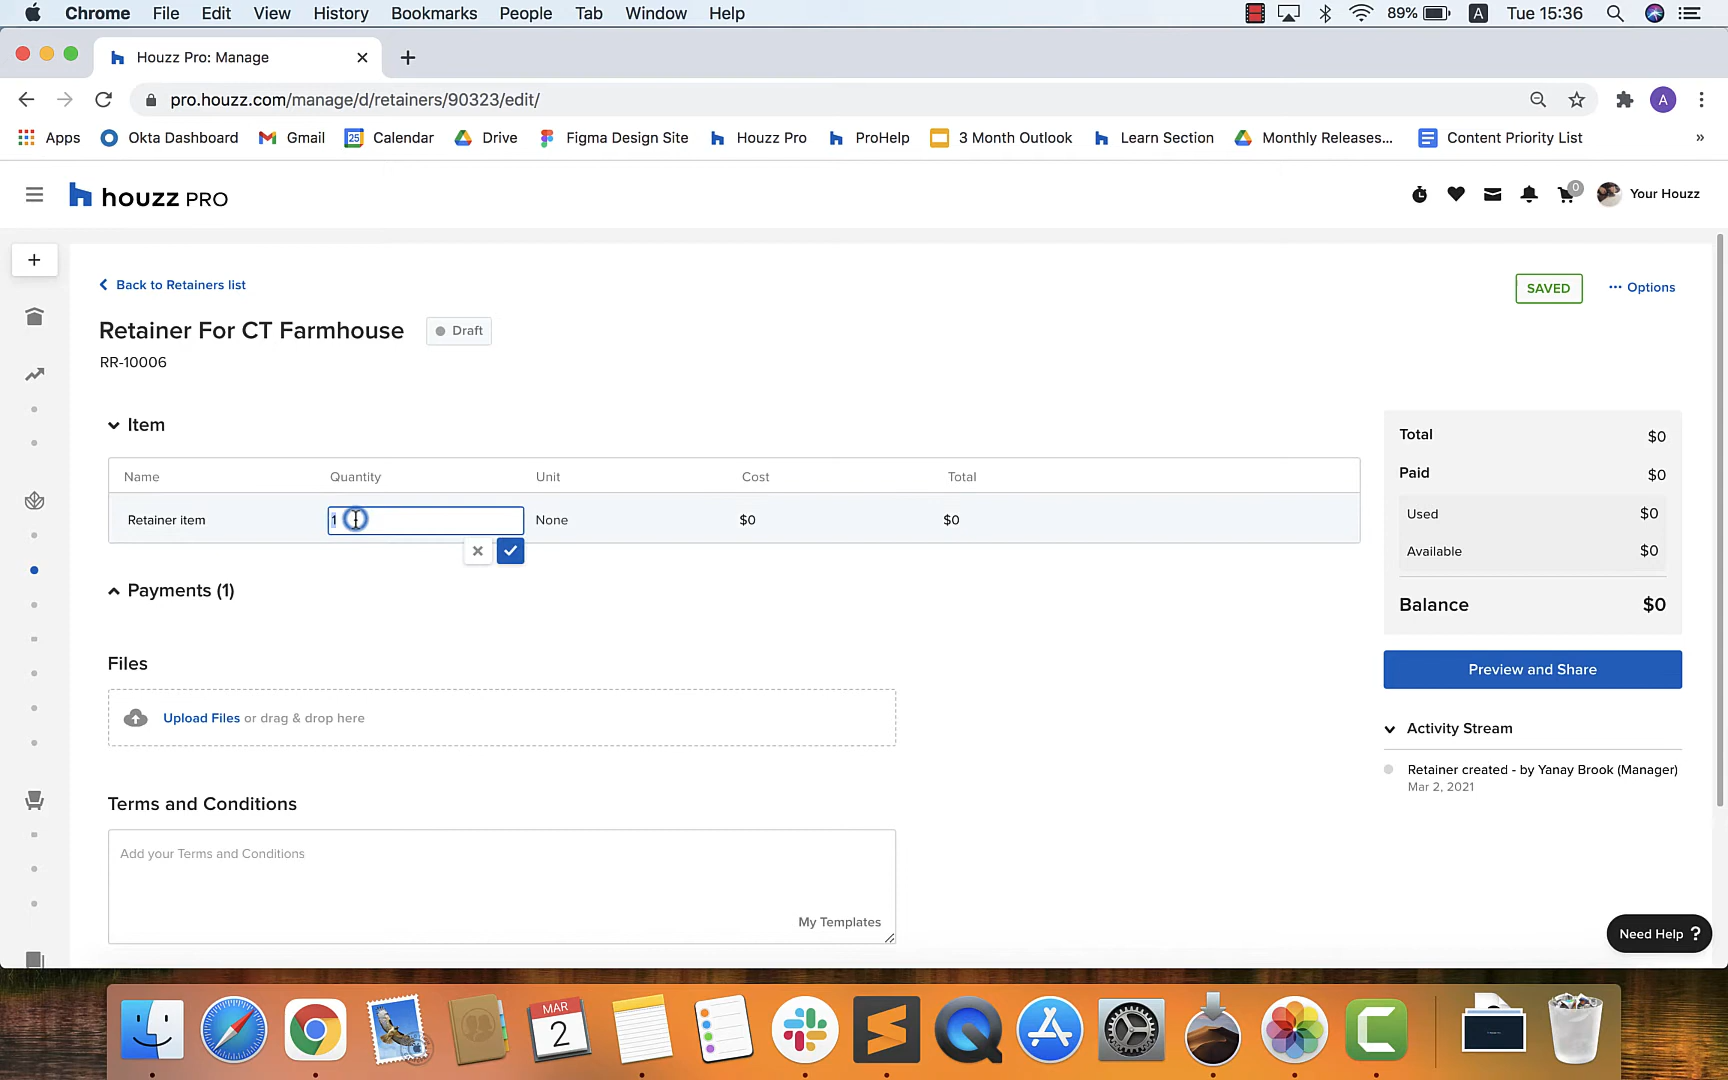 Chrome File Edit View History Bookmarks People Tab Window Help 89% A Tue 15:36
Houzz Pro: Manage
pro.houzz.com/manage/d/retainers/90323/edit/ A
Apps Okta Dashboard Gmail 25 Calendar Drive Figma Design Site Houzz Pro ProHelp 3 Month Outlook Learn Section Monthly Releases... Content Priority List »
houzz PRO 0 Your Houzz
+
Back to Retainers list SAVED ··· Options
Retainer For CT Farmhouse Draft
RR-10006
Item
Name Quantity Unit Cost Total
Retainer item 1 None $0 $0
Payments (1)
Files
Upload Files or drag & drop here
Terms and Conditions
Add your Terms and Conditions
My Templates
Total $0
Paid $0
Used $0
Available $0
Balance $0
Preview and Share
Activity Stream
Retainer created - by Yanay Brook (Manager)
Mar 2, 2021
Need Help ?
MAR
2